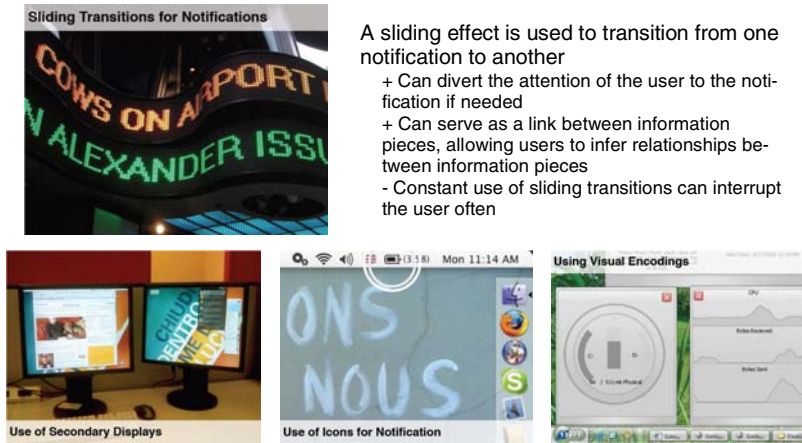 Sliding Transitions for Notifications
COWS ON AIRPORT
N ALEXANDER ISSU
A sliding effect is used to transition from one
notification to another
+ Can divert the attention of the user to the noti-
fication if needed
+ Can serve as a link between information
pieces, allowing users to infer relationships be-
tween information pieces
- Constant use of sliding transitions can interrupt
the user often
CHIUDI
Use of Secondary Displays
(3:58) Mon 11:14 AM
ONS
NOUS
Use of Icons for Notification
Using Visual Encodings
CPU
Bytes Received
Bytes Sent